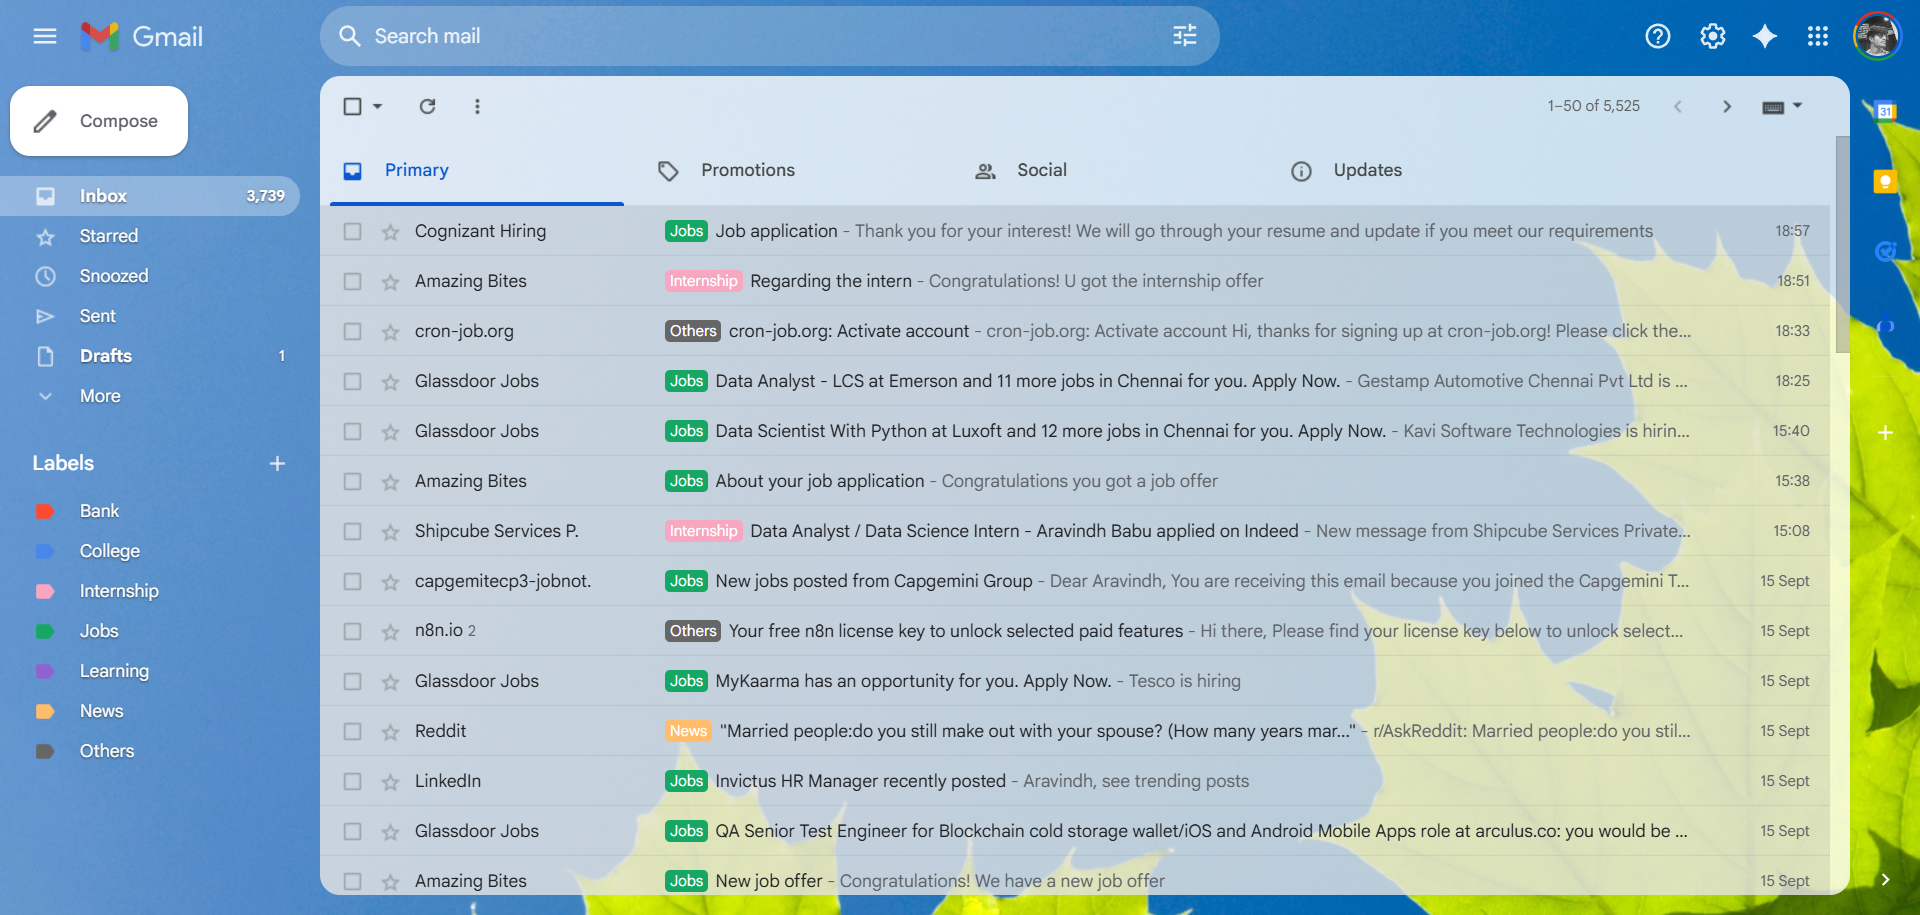 Gmail
Search mail
Compose
1–50 of 5,525
31
Inbox 3,739
Starred
Snoozed
Sent
Drafts 1
More
Labels
Bank
College
Internship
Jobs
Learning
News
Others
Primary Promotions Social Updates
Cognizant Hiring Jobs Job application - Thank you for your interest! We will go through your resume and update if you meet our requirements 18:57
Amazing Bites Internship Regarding the intern - Congratulations! U got the internship offer 18:51
cron-job.org Others cron-job.org: Activate account - cron-job.org: Activate account Hi, thanks for signing up at cron-job.org! Please click the... 18:33
Glassdoor Jobs Jobs Data Analyst - LCS at Emerson and 11 more jobs in Chennai for you. Apply Now. - Gestamp Automotive Chennai Pvt Ltd is ... 18:25
Glassdoor Jobs Jobs Data Scientist With Python at Luxoft and 12 more jobs in Chennai for you. Apply Now. - Kavi Software Technologies is hirin... 15:40
Amazing Bites Jobs About your job application - Congratulations you got a job offer 15:38
Shipcube Services P. Internship Data Analyst / Data Science Intern - Aravindh Babu applied on Indeed - New message from Shipcube Services Private... 15:08
capgemitecp3-jobnot. Jobs New jobs posted from Capgemini Group - Dear Aravindh, You are receiving this email because you joined the Capgemini T... 15 Sept
n8n.io 2 Others Your free n8n license key to unlock selected paid features - Hi there, Please find your license key below to unlock select... 15 Sept
Glassdoor Jobs Jobs MyKaarma has an opportunity for you. Apply Now. - Tesco is hiring 15 Sept
Reddit News "Married people:do you still make out with your spouse? (How many years mar..." - r/AskReddit: Married people:do you stil... 15 Sept
LinkedIn Jobs Invictus HR Manager recently posted - Aravindh, see trending posts 15 Sept
Glassdoor Jobs Jobs QA Senior Test Engineer for Blockchain cold storage wallet/iOS and Android Mobile Apps role at arculus.co: you would be ... 15 Sept
Amazing Bites Jobs New job offer - Congratulations! We have a new job offer 15 Sept